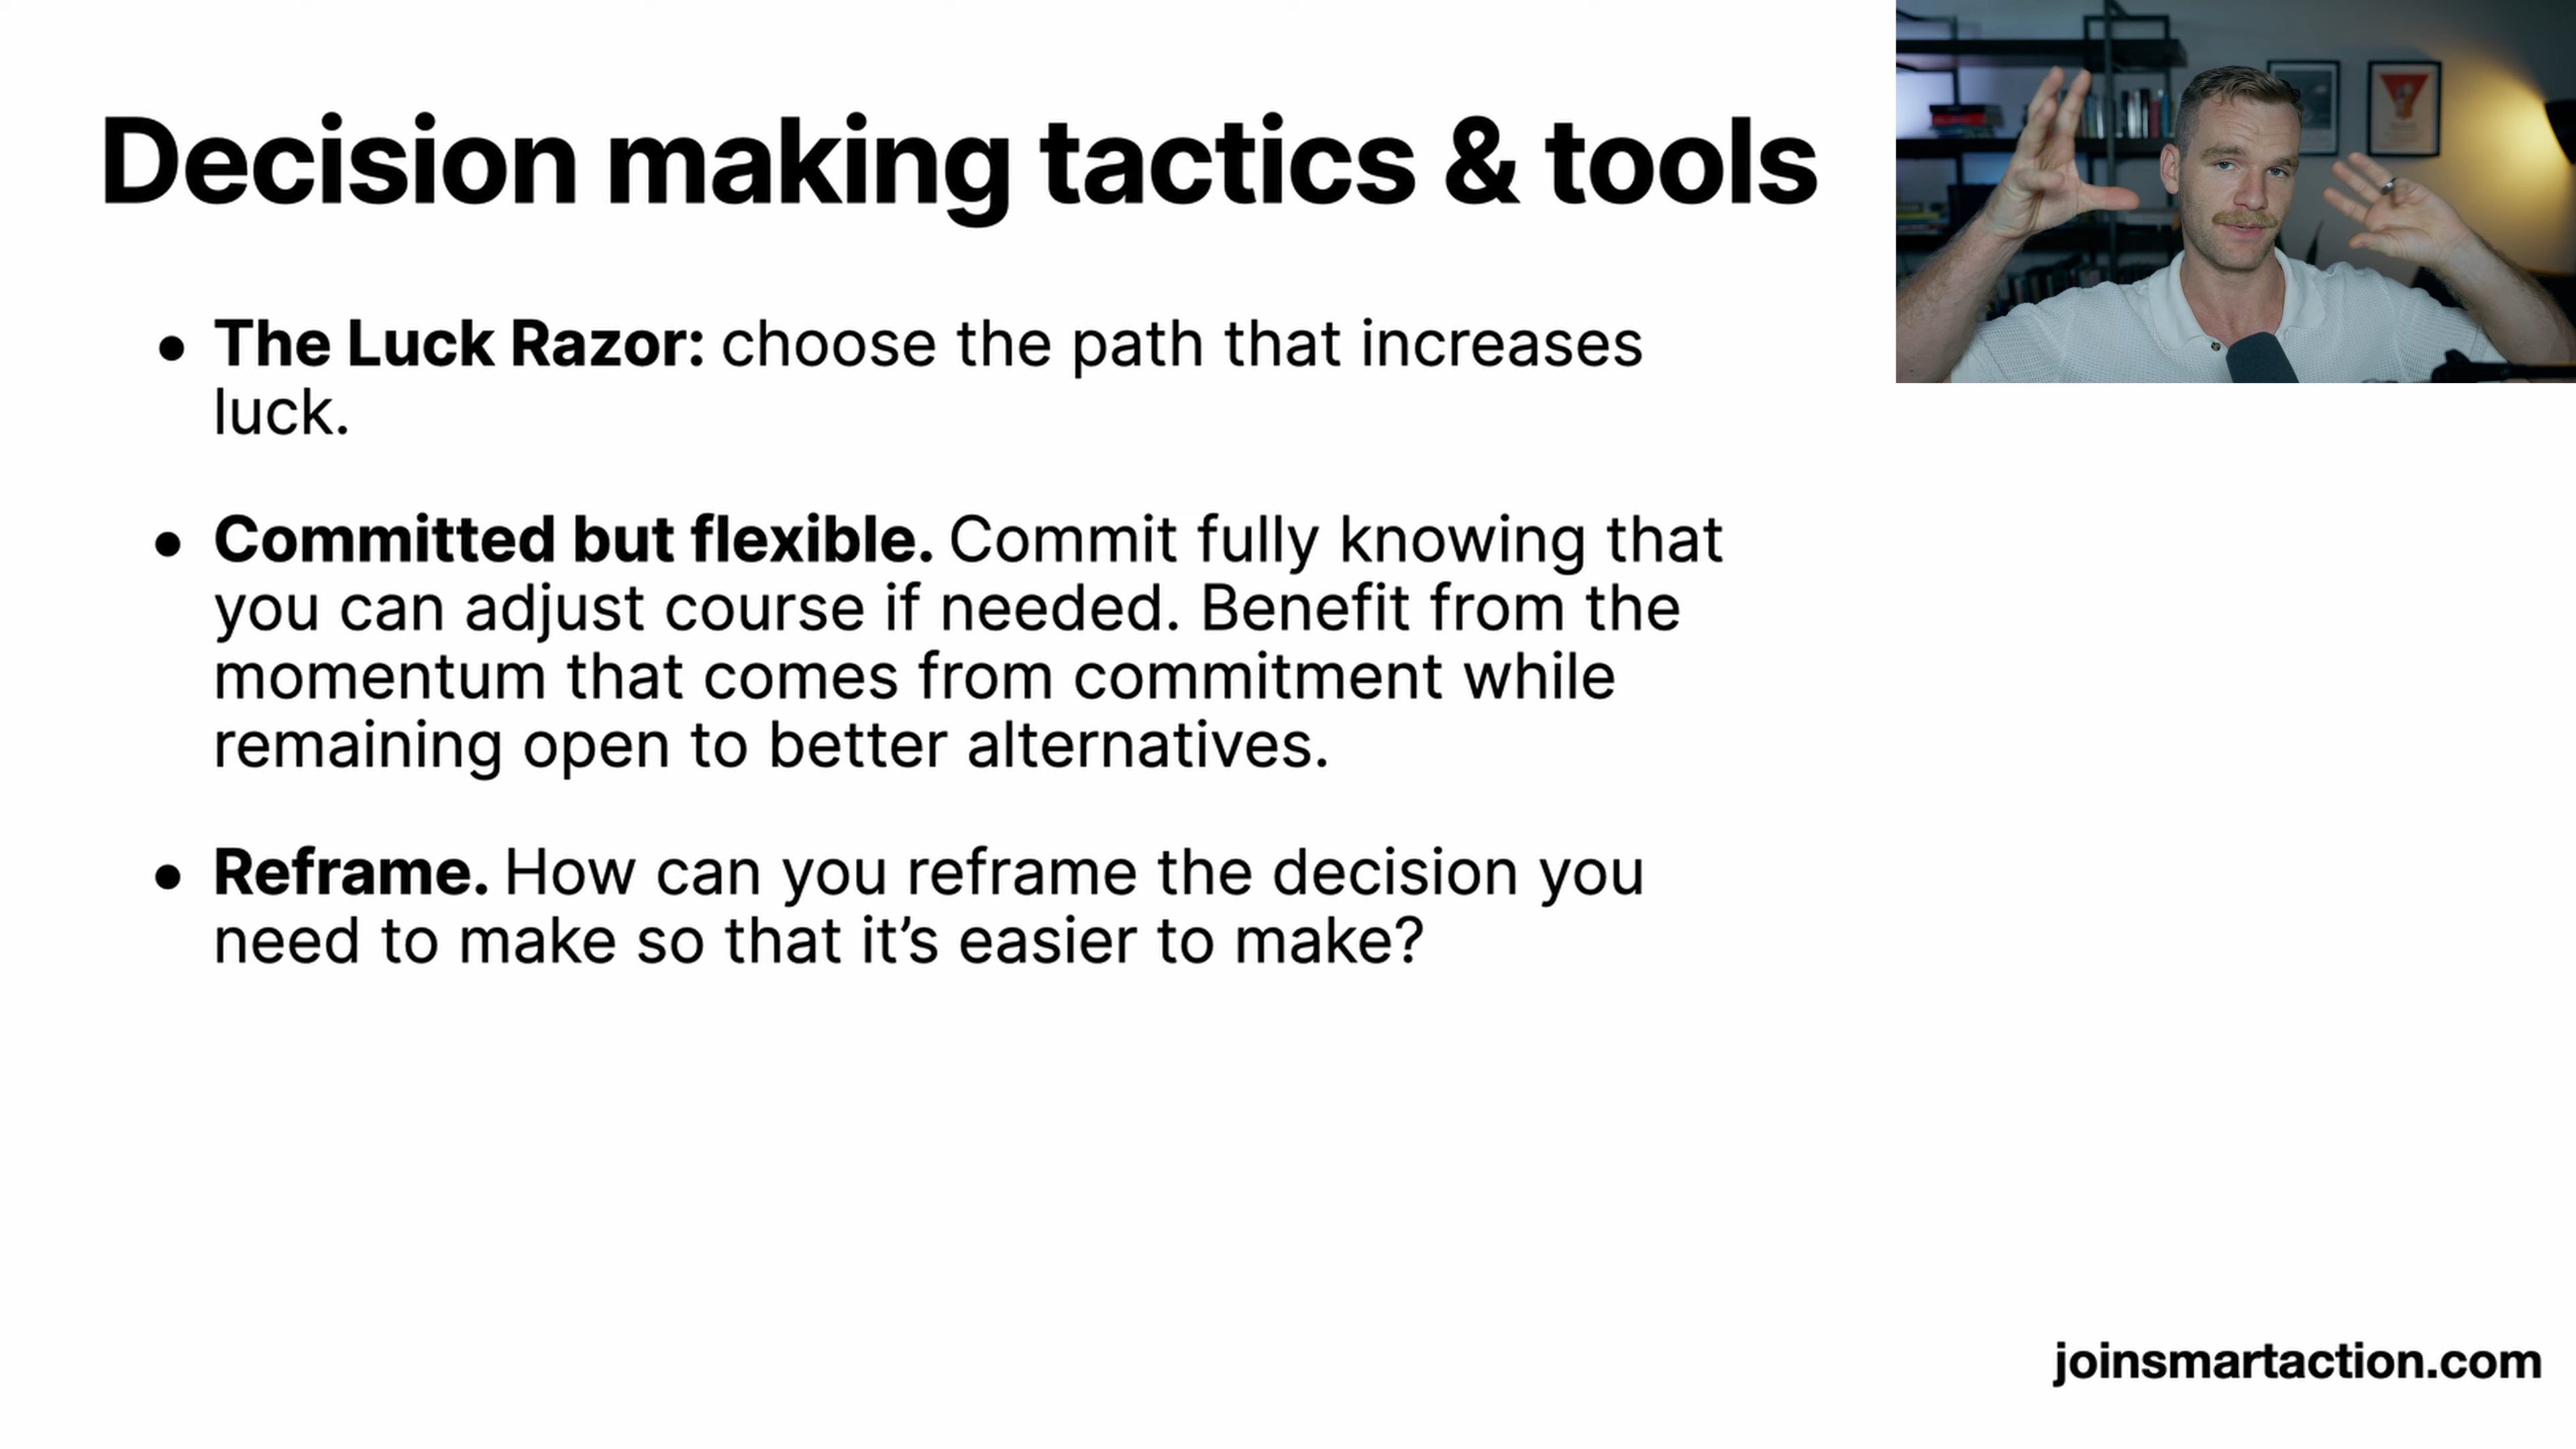 Decision making tactics & tools
• The Luck Razor: choose the path that increases
luck.
• Committed but flexible. Commit fully knowing that
you can adjust course if needed. Benefit from the
momentum that comes from commitment while
remaining open to better alternatives.
• Reframe. How can you reframe the decision you
need to make so that it’s easier to make?
joinsmartaction.com